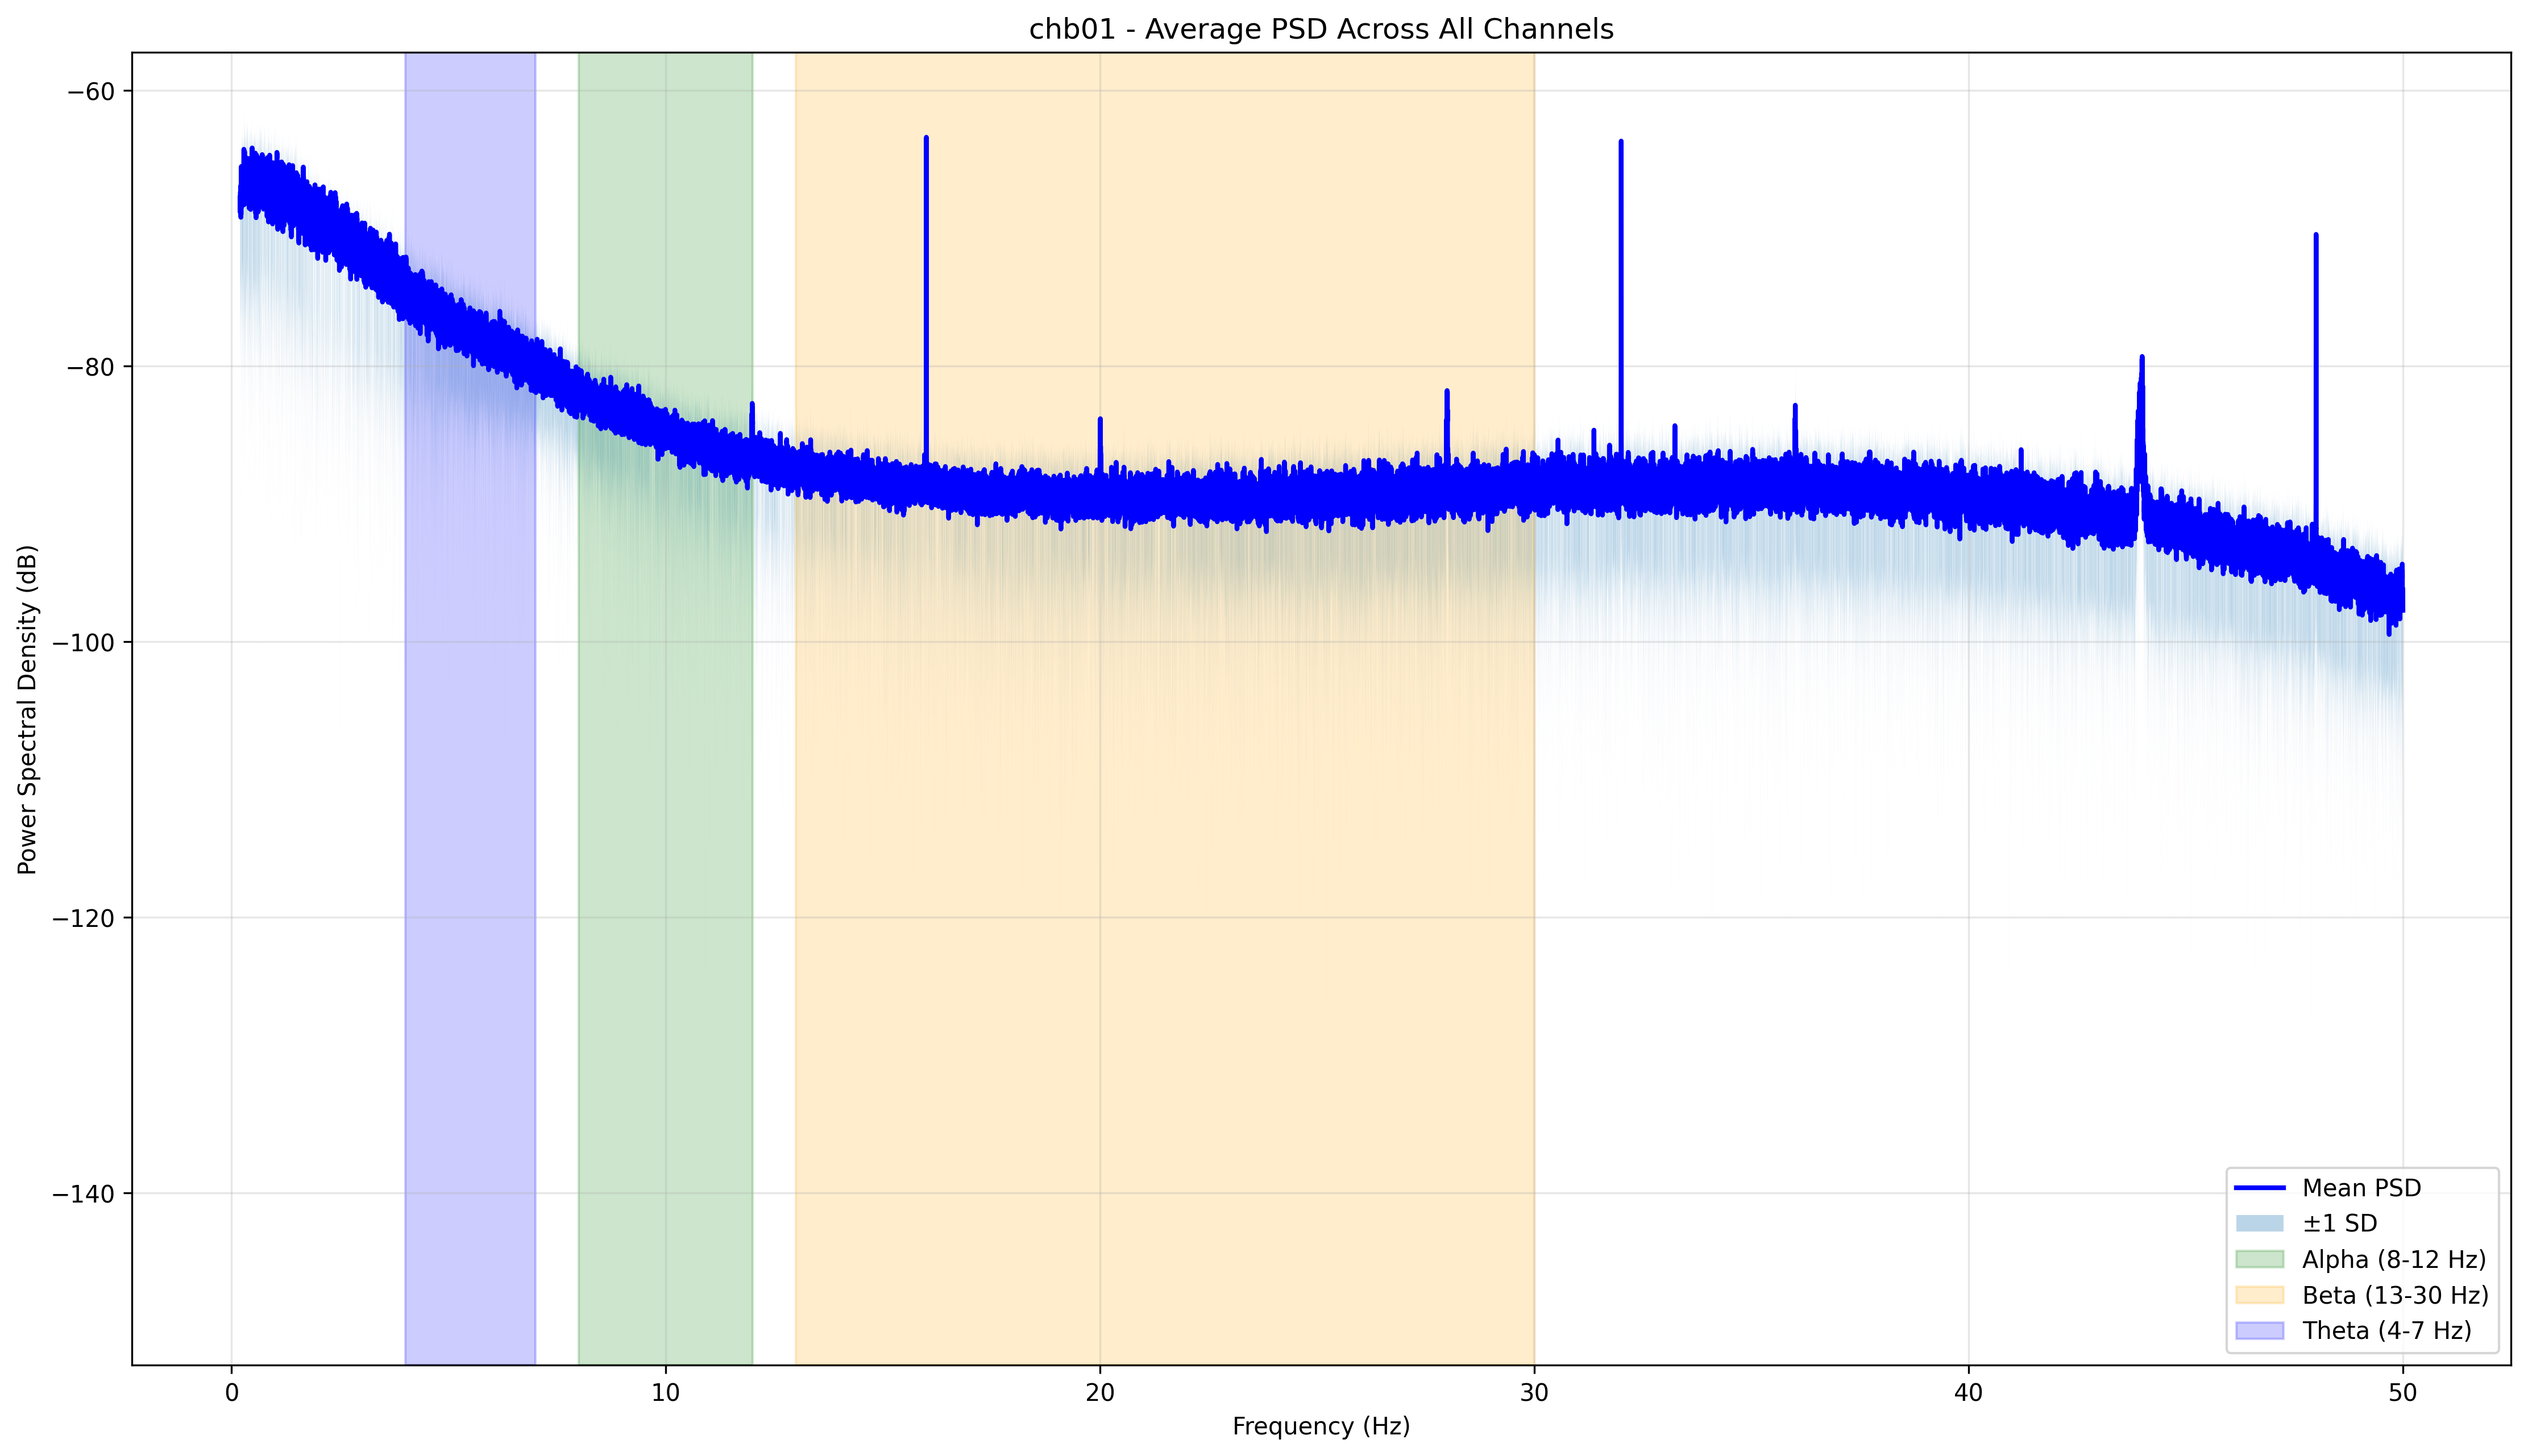 chb01 - Average PSD Across All Channels
Power Spectral Density (dB)
−60
−80
−100
−120
−140
0 10 20 30 40 50
Frequency (Hz)
Mean PSD
±1 SD
Alpha (8-12 Hz)
Beta (13-30 Hz)
Theta (4-7 Hz)